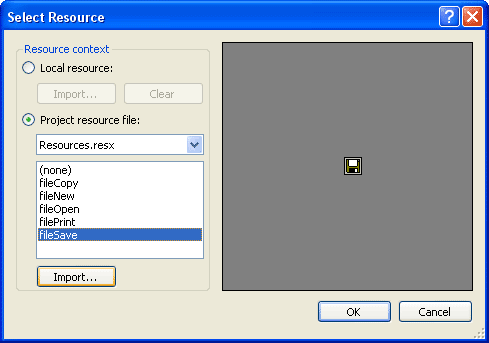 Select Resource
Resource context
Local resource:
Import... Clear
Project resource file:
Resources.resx
(none)
fileCopy
fileNew
fileOpen
filePrint
fileSave
Import...
OK Cancel